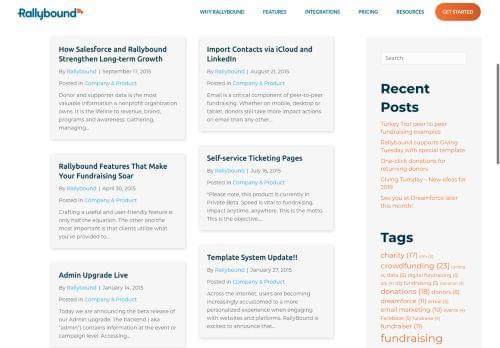 Rallybound
WHY RALLYBOUND
FEATURES
INTEGRATIONS
PRICING
RESOURCES
GET STARTED
How Salesforce and Rallybound
Strengthen Long-term Growth
By Rallybound | September 17, 2015
Posted in Company & Product
Donor and supporter data is the most
valuable information a nonprofit organization
owns. It is the lifeline to revenue, brand,
programs and awareness. Gathering,
managing...
Import Contacts via iCloud and
LinkedIn
By Rallybound | August 21, 2015
Posted in Company & Product
Email is a critical component of peer-to-peer
fundraising. Whether on mobile, desktop or
tablet, donors still take more impact actions
on email than any other...
Rallybound Features That Make
Your Fundraising Soar
By Rallybound | April 30, 2015
Posted in Company & Product
Crafting a useful and user-friendly feature is
only half the equation. The other and the
most important is that clients utilize what
you've provided to...
Self-service Ticketing Pages
By Rallybound | July 16, 2015
Posted in Company & Product
*Please note, this product is currently in
Private Beta. Speed is vital to fundraising.
Impact anytime, anywhere. This is the motto.
This is the objective...
Admin Upgrade Live
By Rallybound | January 14, 2015
Posted in Company & Product
Today we are announcing the beta release
of our Admin upgrade. The backend ( aka
"admin") contains information at the event or
campaign level. Accessing...
Template System Update!!
By Rallybound | January 27, 2015
Posted in Company & Product
Across the internet, users are becoming
increasingly accustomed to a more
personalized experience when engaging
with websites and platforms. RallyBound is
excited to announce that...
Search
Recent
Posts
Turkey Trot peer to peer
fundraising examples
Rallybound supports Giving
Tuesday with special template
One-click donations for
returning donors
Giving Tuesday – New ideas for
2019
See you at Dreamforce later
this month!
Tags
charity (17)
crowdfunding (23)
data (5) digital fundraising (5)
diy fundraising (5)
donations (18) donors (8)
dreamforce (11) email (5)
email marketing (10) events (4)
Facebook (5) fundraise (4)
fundraiser (11)
fundraising